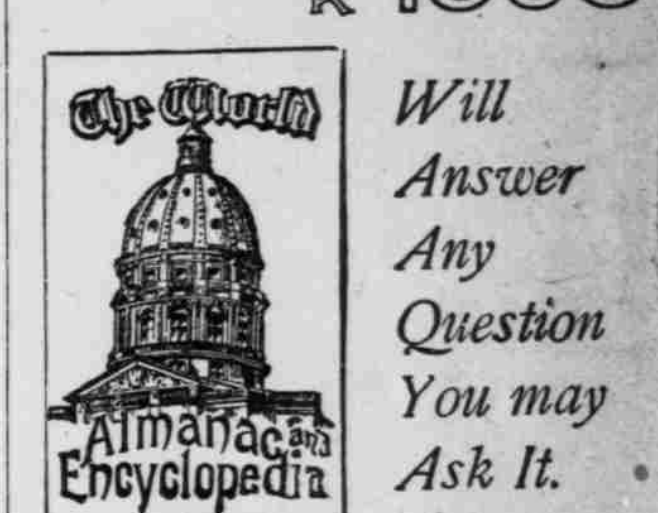 The World
Almanac and
Encyclopedia
Will
Answer
Any
Question
You may
Ask It.